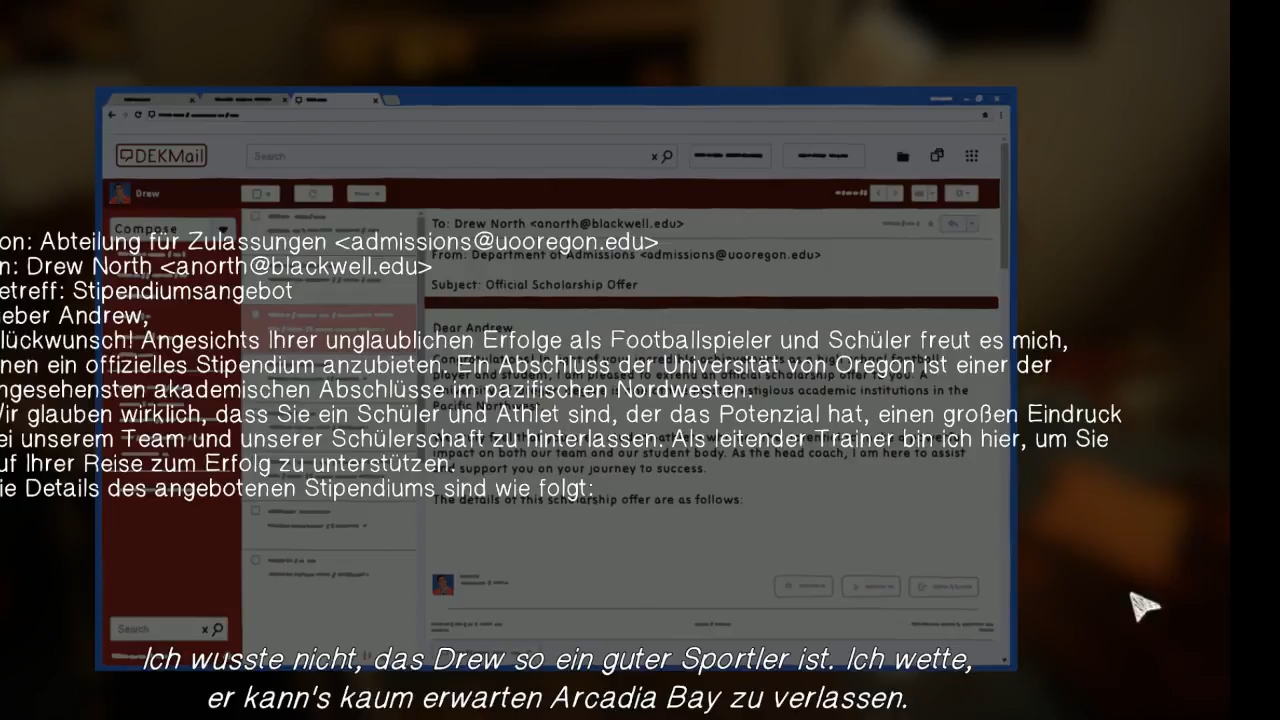 DEKMail
Search
Drew
Compose
To: Drew North <anorth@blackwell.edu>
From: Department of Admissions <admissions@uooregon.edu>
Subject: Official Scholarship Offer
Dear Andrew,
Pacific Northwest.
impact on both our team and our student body. As the head coach, I am here to assist
support you on your journey to success.
The details of this scholarship offer are as follows:
Search
on: Abteilung für Zulassungen <admissions@uooregon.edu>
n: Drew North <anorth@blackwell.edu>
etreff: Stipendiumsangebot
eber Andrew,
lückwunsch! Angesichts Ihrer unglaublichen Erfolge als Footballspieler und Schüler freut es mich,
nen ein offizielles Stipendium anzubieten. Ein Abschluss der Universität von Oregon ist einer der
ngesehensten akademischen Abschlüsse im pazifischen Nordwesten.
Wir glauben wirklich, dass Sie ein Schüler und Athlet sind, der das Potenzial hat, einen großen Eindruck
ei unserem Team und unserer Schülerschaft zu hinterlassen. Als leitender Trainer bin ich hier, um Sie
uf Ihrer Reise zum Erfolg zu unterstützen.
ie Details des angebotenen Stipendiums sind wie folgt:
Ich wusste nicht, das Drew so ein guter Sportler ist. Ich wette,
er kann's kaum erwarten Arcadia Bay zu verlassen.